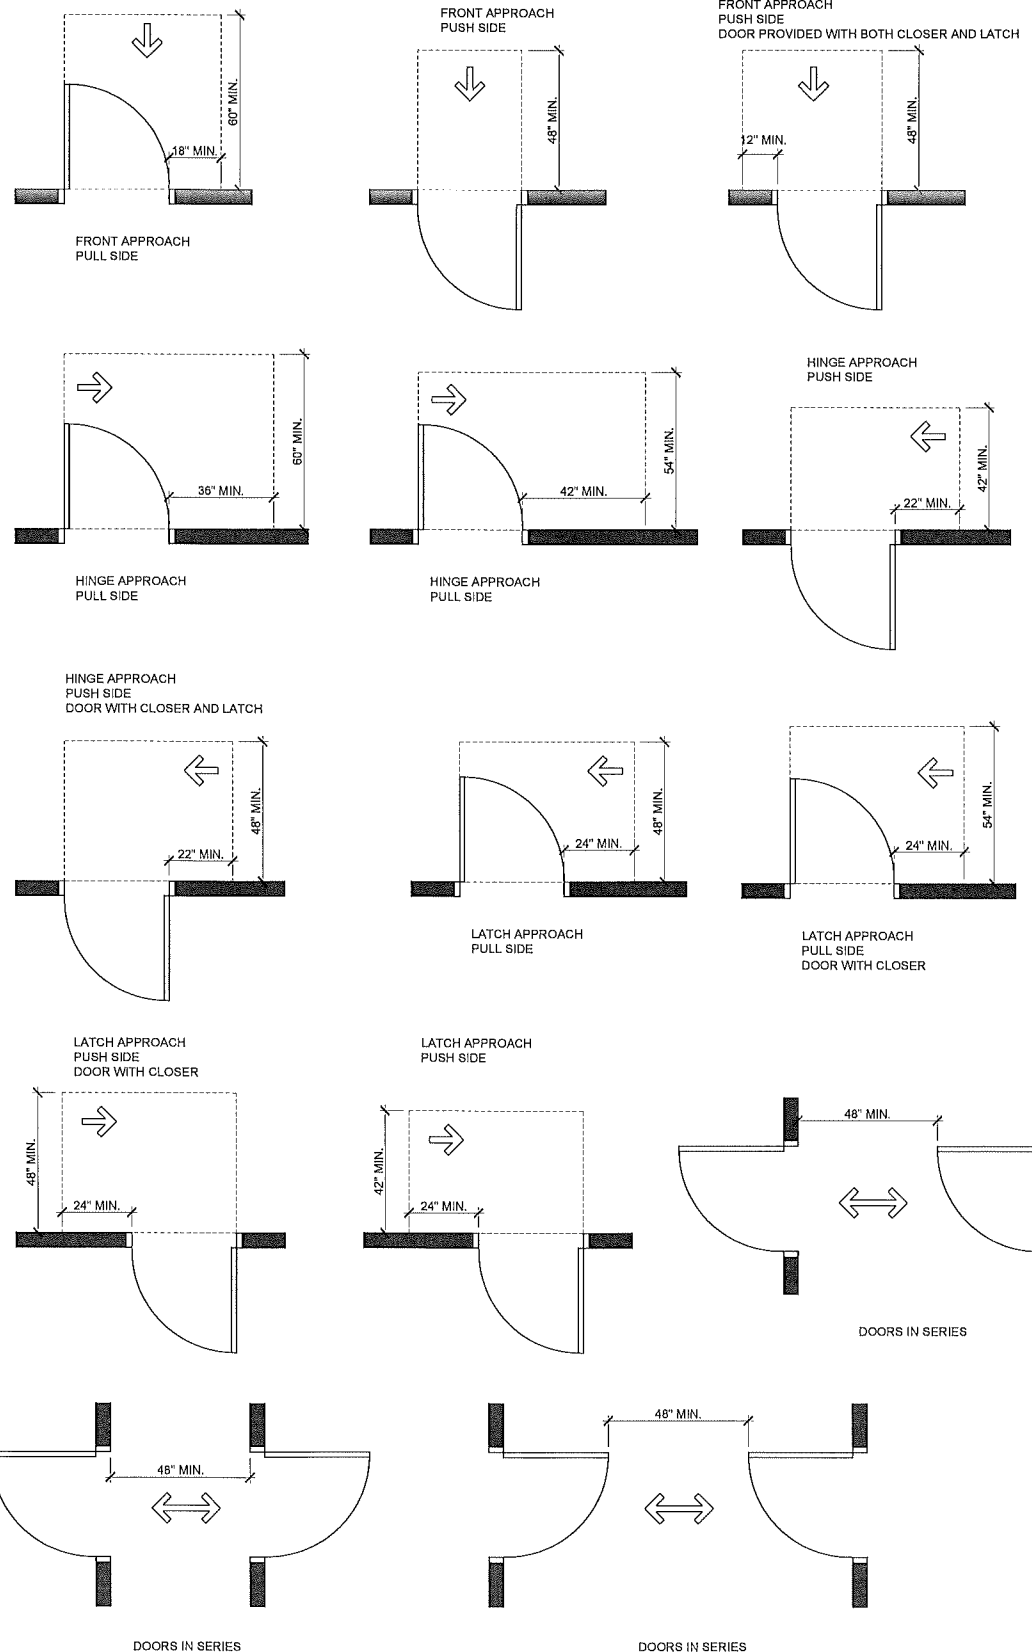 60" MIN.
18" MIN.
FRONT APPROACH
PULL SIDE
FRONT APPROACH
PUSH SIDE
48" MIN.
FRONT APPROACH
PUSH SIDE
DOOR PROVIDED WITH BOTH CLOSER AND LATCH
12" MIN.
48" MIN.
60" MIN.
36" MIN.
HINGE APPROACH
PULL SIDE
54" MIN.
42" MIN.
HINGE APPROACH
PULL SIDE
HINGE APPROACH
PUSH SIDE
42" MIN.
22" MIN.
HINGE APPROACH
PUSH SIDE
DOOR WITH CLOSER AND LATCH
48" MIN.
22" MIN.
48" MIN.
24" MIN.
LATCH APPROACH
PULL SIDE
54" MIN.
24" MIN.
LATCH APPROACH
PULL SIDE
DOOR WITH CLOSER
LATCH APPROACH
PUSH SIDE
DOOR WITH CLOSER
48" MIN.
24" MIN.
LATCH APPROACH
PUSH SIDE
42" MIN.
24" MIN.
48" MIN.
DOORS IN SERIES
48" MIN.
DOORS IN SERIES
48" MIN.
DOORS IN SERIES